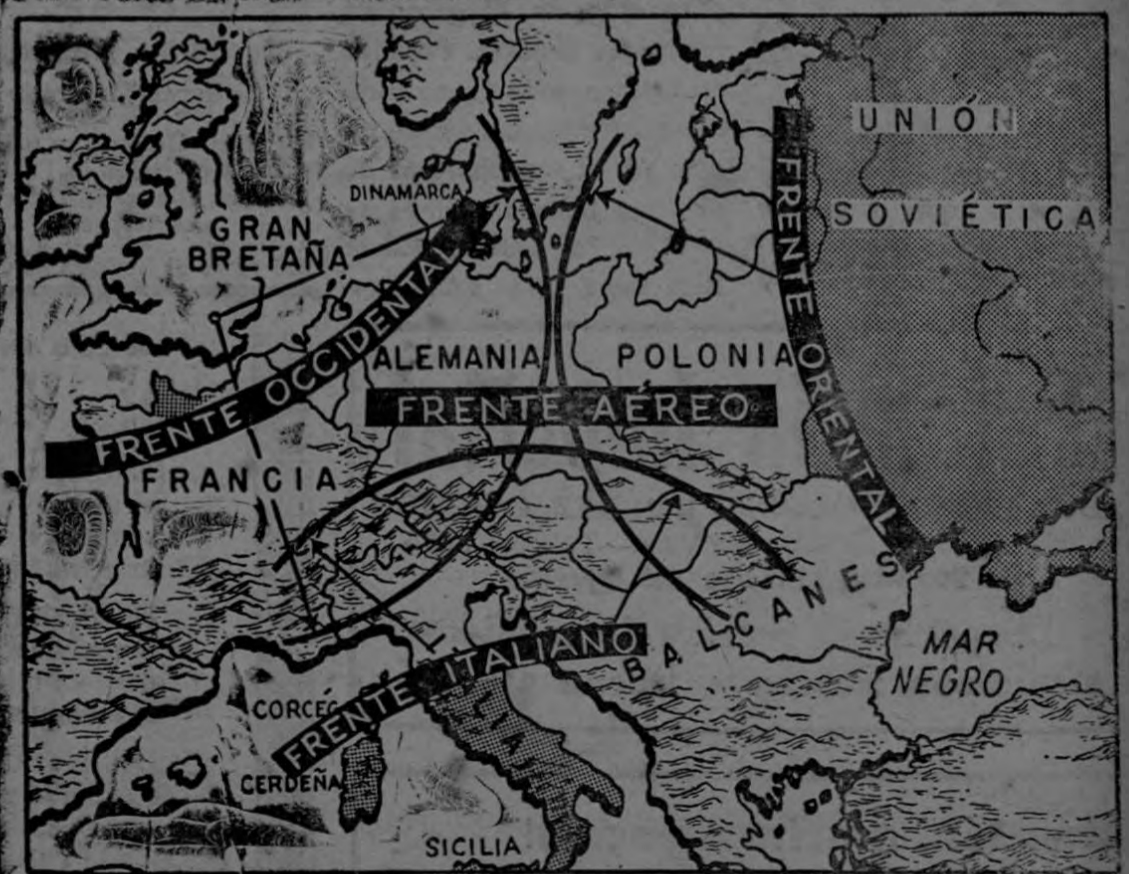 UNIÓN
SOVIÉTICA
DINAMARCA
GRAN
BRETAÑA
FRENTE OCCIDENTAL
FRENTE ORIENTAL
ALEMANIA
POLONIA
FRENTE AÉREO
FRANCIA
BALCANES
FRENTE ITALIANO
MAR
NEGRO
CERDEÑA
SICILIA